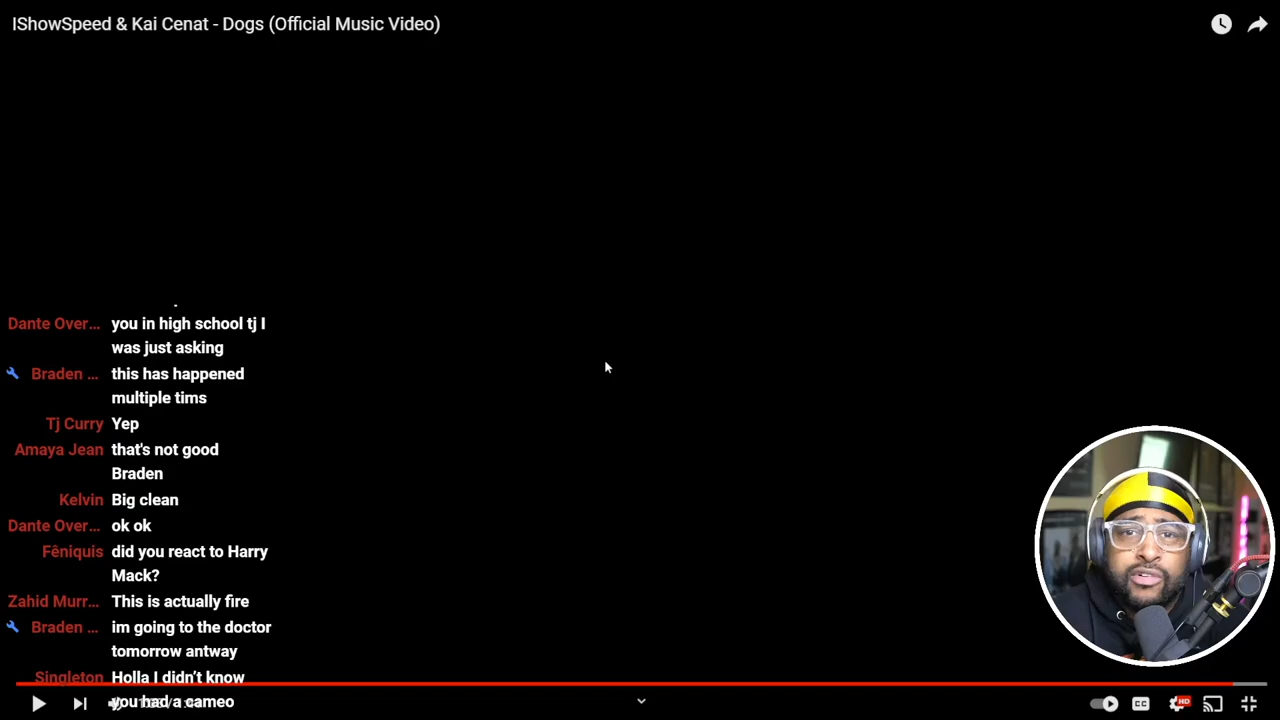 IShowSpeed & Kai Cenat - Dogs (Official Music Video)
Dante Over... you in high school tj I
was just asking
Braden ... this has happened
multiple tims
Tj Curry Yep
Amaya Jean that's not good
Braden
Kelvin Big clean
Dante Over... ok ok
Fêniquis did you react to Harry
Mack?
Zahid Murr... This is actually fire
Braden ... im going to the doctor
tomorrow antway
Singleton Holla I didn't know
you had a cameo
CC HD